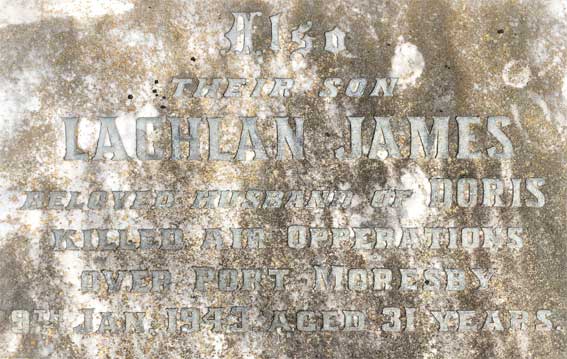 Also
THEIR SON
LACHLAN JAMES
BELOVED HUSBAND OF DORIS
KILLED AIR OPPERATIONS
OVER PORT MORESBY
9TH JAN. 1943. AGED 31 YEARS.